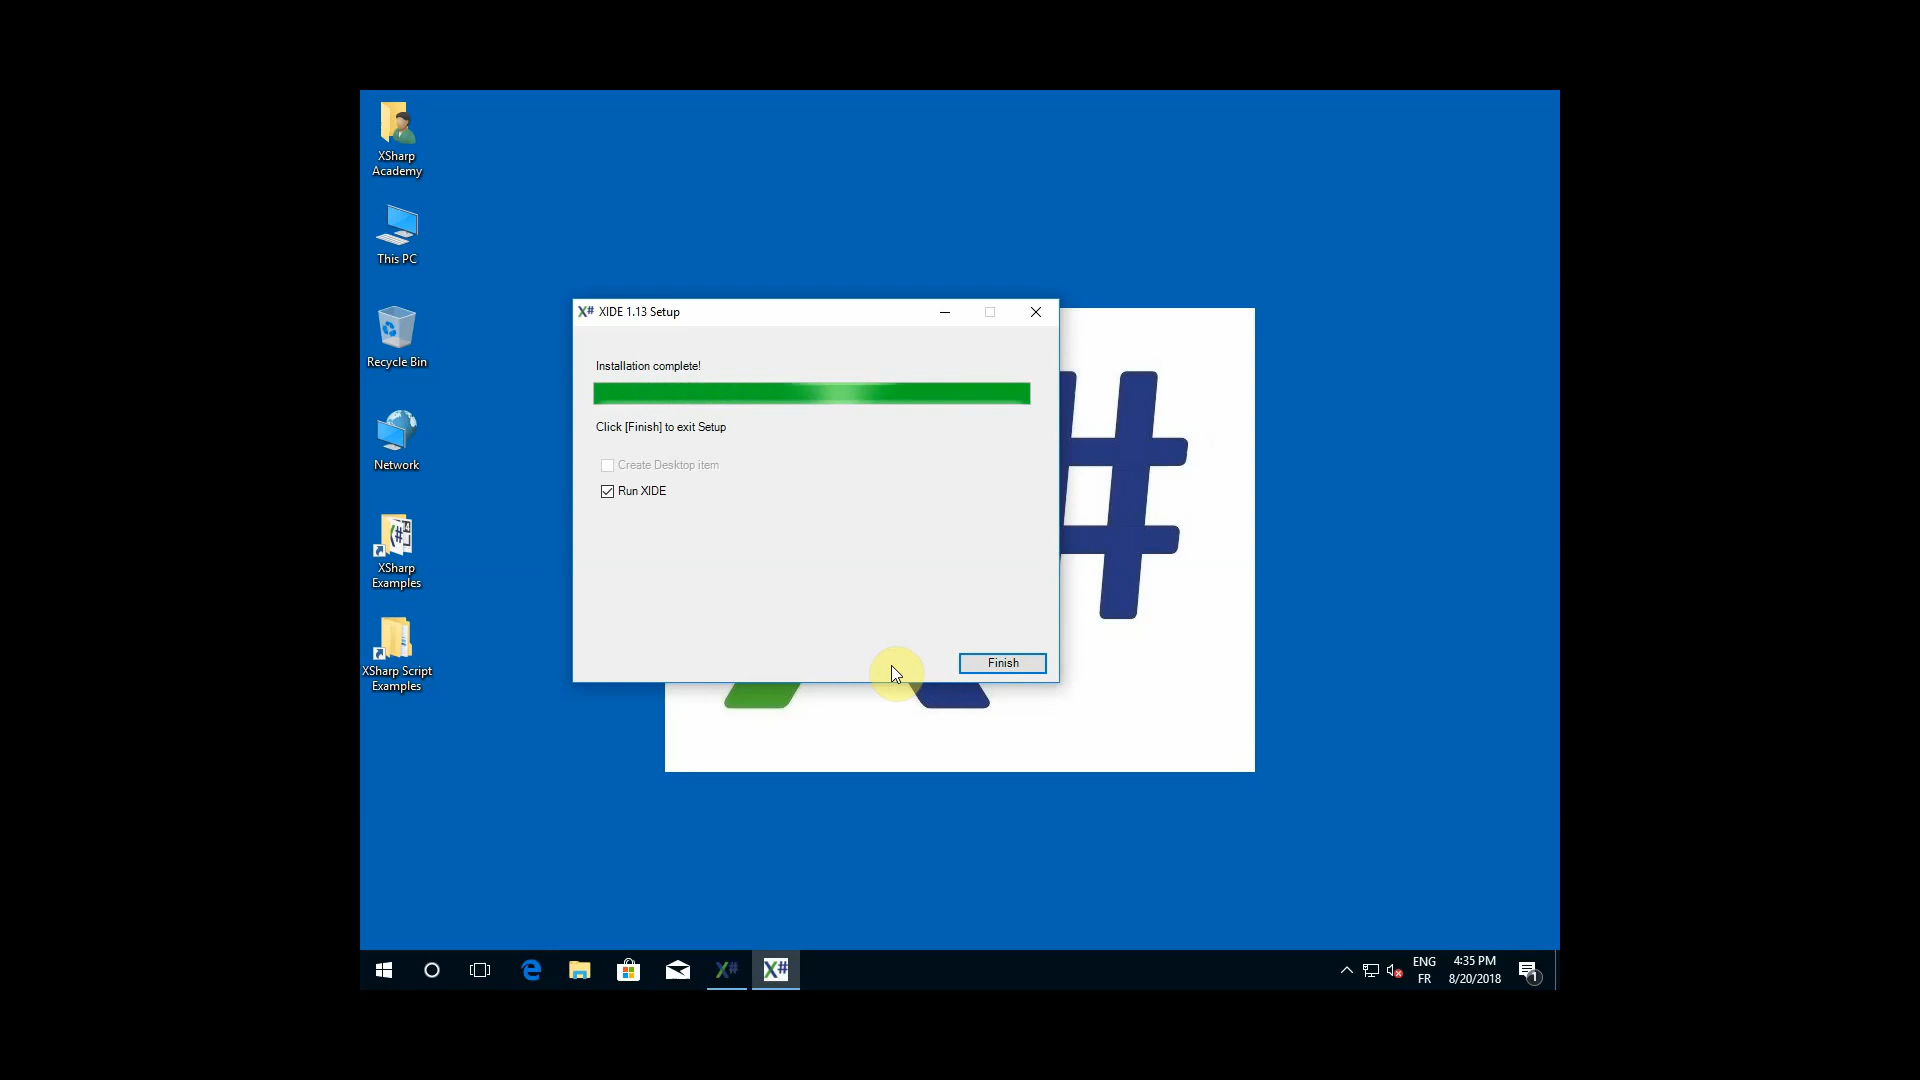 XSharp
Academy
This PC
Recycle Bin
Network
XSharp
Examples
XSharp Script
Examples
X# XIDE 1.13 Setup
Installation complete!
Click [Finish] to exit Setup
Create Desktop item
Run XIDE
Finish
#
X#
X#
ENG
FR
4:35 PM
8/20/2018
1